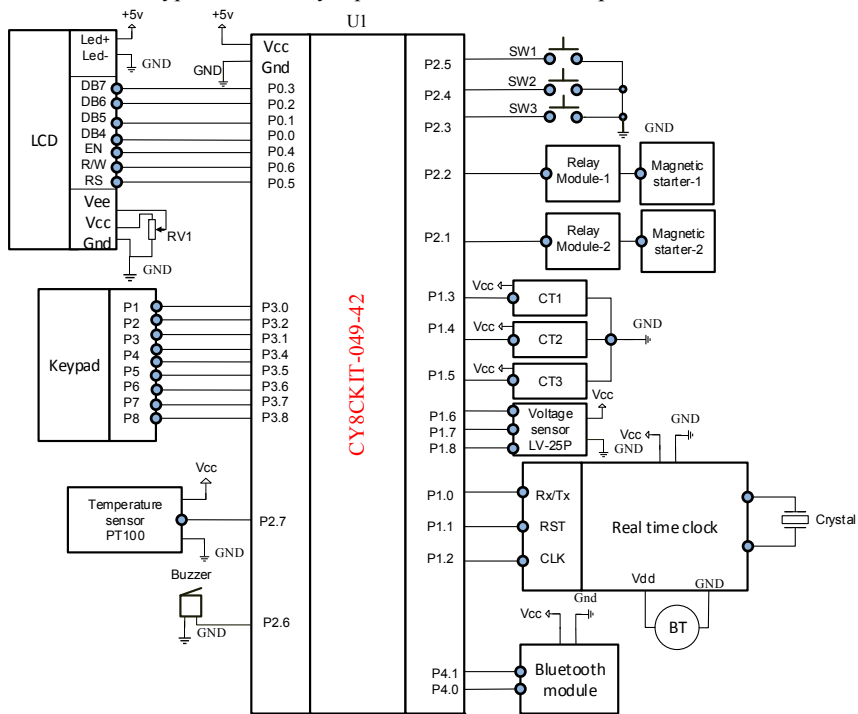 U1
+5v
+5v
Led+
Led-
GND
Vcc
Gnd
GND
LCD
DB7
DB6
DB5
DB4
EN
R/W
RS
P0.3
P0.2
P0.1
P0.0
P0.4
P0.6
P0.5
Vee
Vcc
Gnd
RV1
GND
Keypad
P1
P2
P3
P4
P5
P6
P7
P8
P3.0
P3.2
P3.1
P3.4
P3.5
P3.6
P3.7
P3.8
Vcc
Temperature
sensor
PT100
GND
P2.7
Buzzer
GND
P2.6
CY8CKIT-049-42
P2.5
P2.4
P2.3
SW1
SW2
SW3
GND
P2.2
Relay
Module-1
Magnetic
starter-1
P2.1
Relay
Module-2
Magnetic
starter-2
P1.3
Vcc
CT1
P1.4
Vcc
CT2
GND
P1.5
Vcc
CT3
P1.6
P1.7
P1.8
Voltage
sensor
LV-25P
Vcc
GND
Vcc
GND
P1.0
P1.1
P1.2
Rx/Tx
RST
CLK
Real time clock
Crystal
Vdd
GND
BT
Vcc
Gnd
P4.1
P4.0
Bluetooth
module